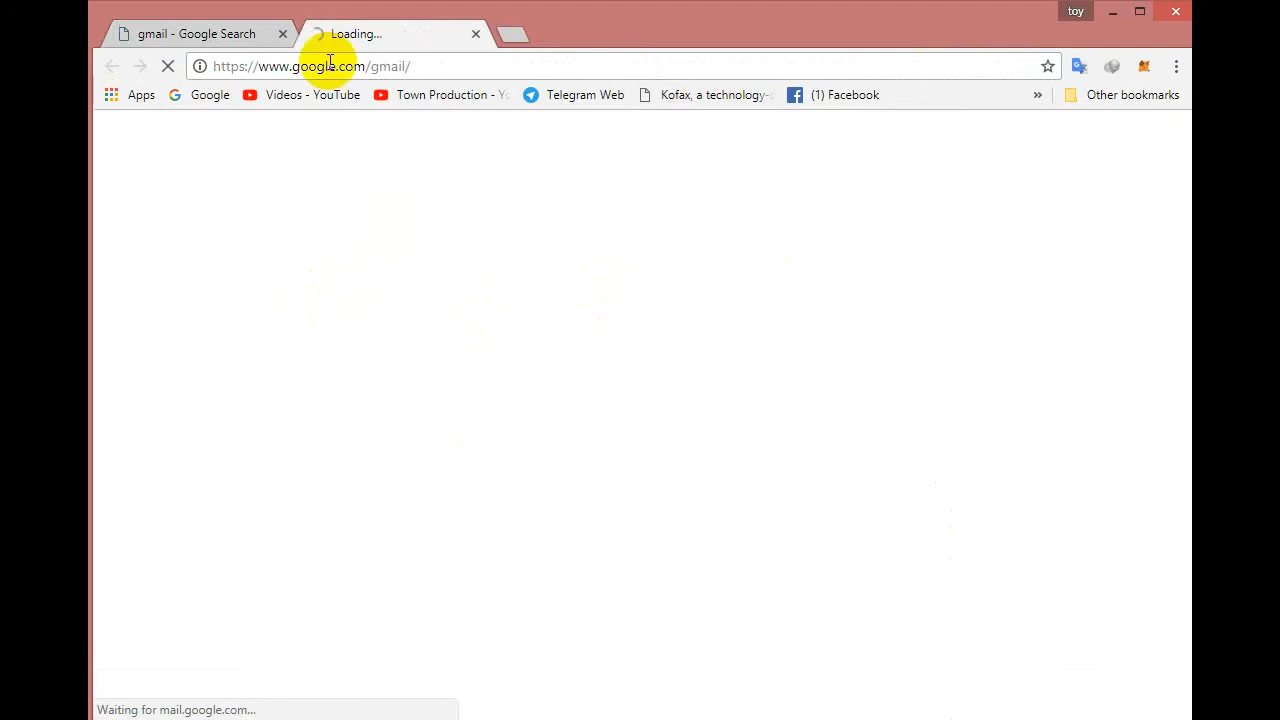 toy
gmail - Google Search
Loading...
https://www.google.com/gmail/
Apps
Google
Videos - YouTube
Town Production - Yo
Telegram Web
Kofax, a technology-
(1) Facebook
»
Other bookmarks
Waiting for mail.google.com...